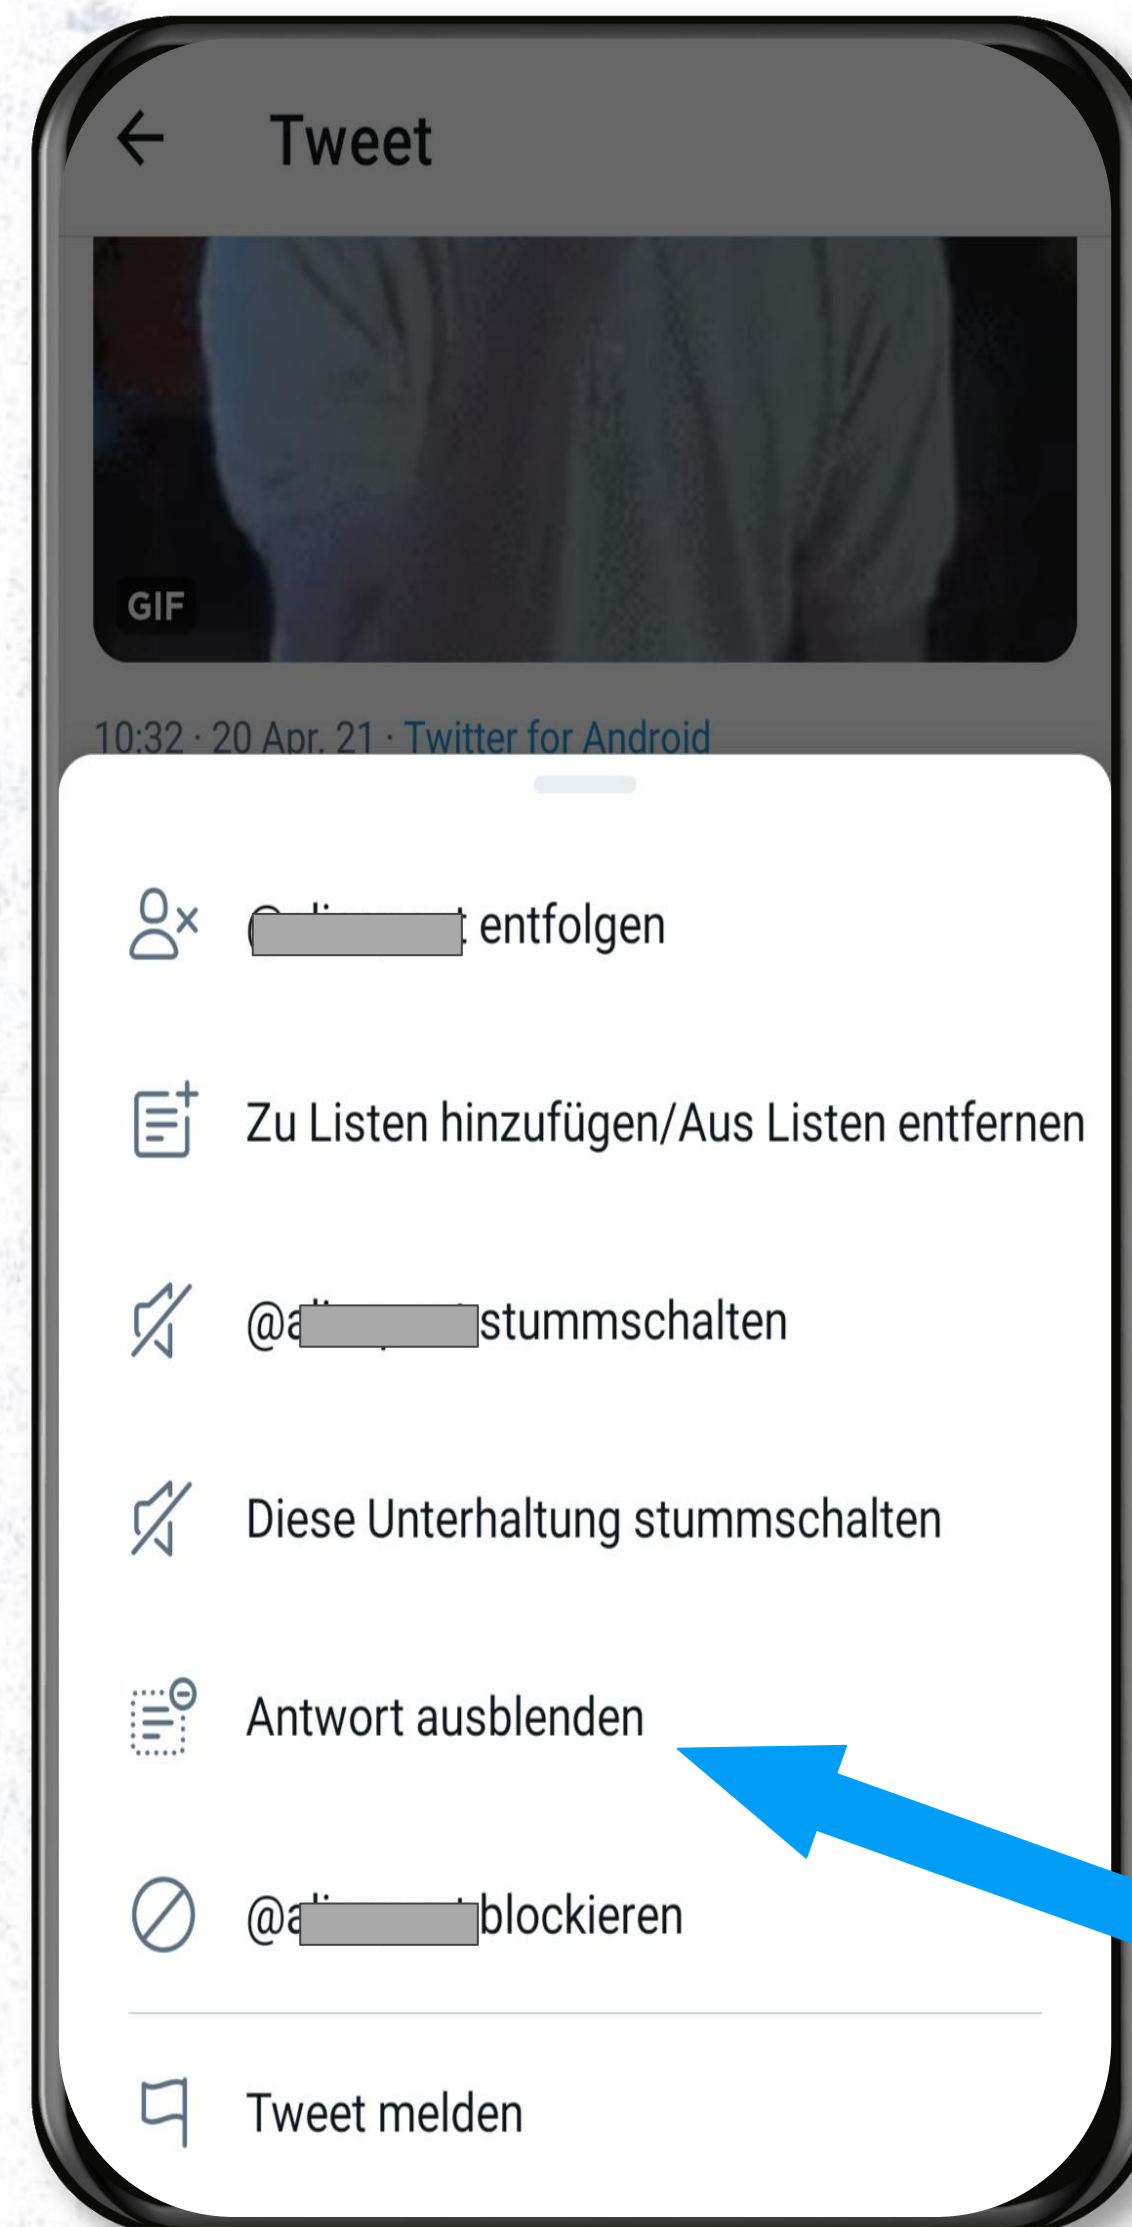 Tweet
GIF
10:32 · 20 Apr. 21 · Twitter for Android
entfolgen
Zu Listen hinzufügen/Aus Listen entfernen
stummschalten
Diese Unterhaltung stummschalten
Antwort ausblenden
blockieren
Tweet melden